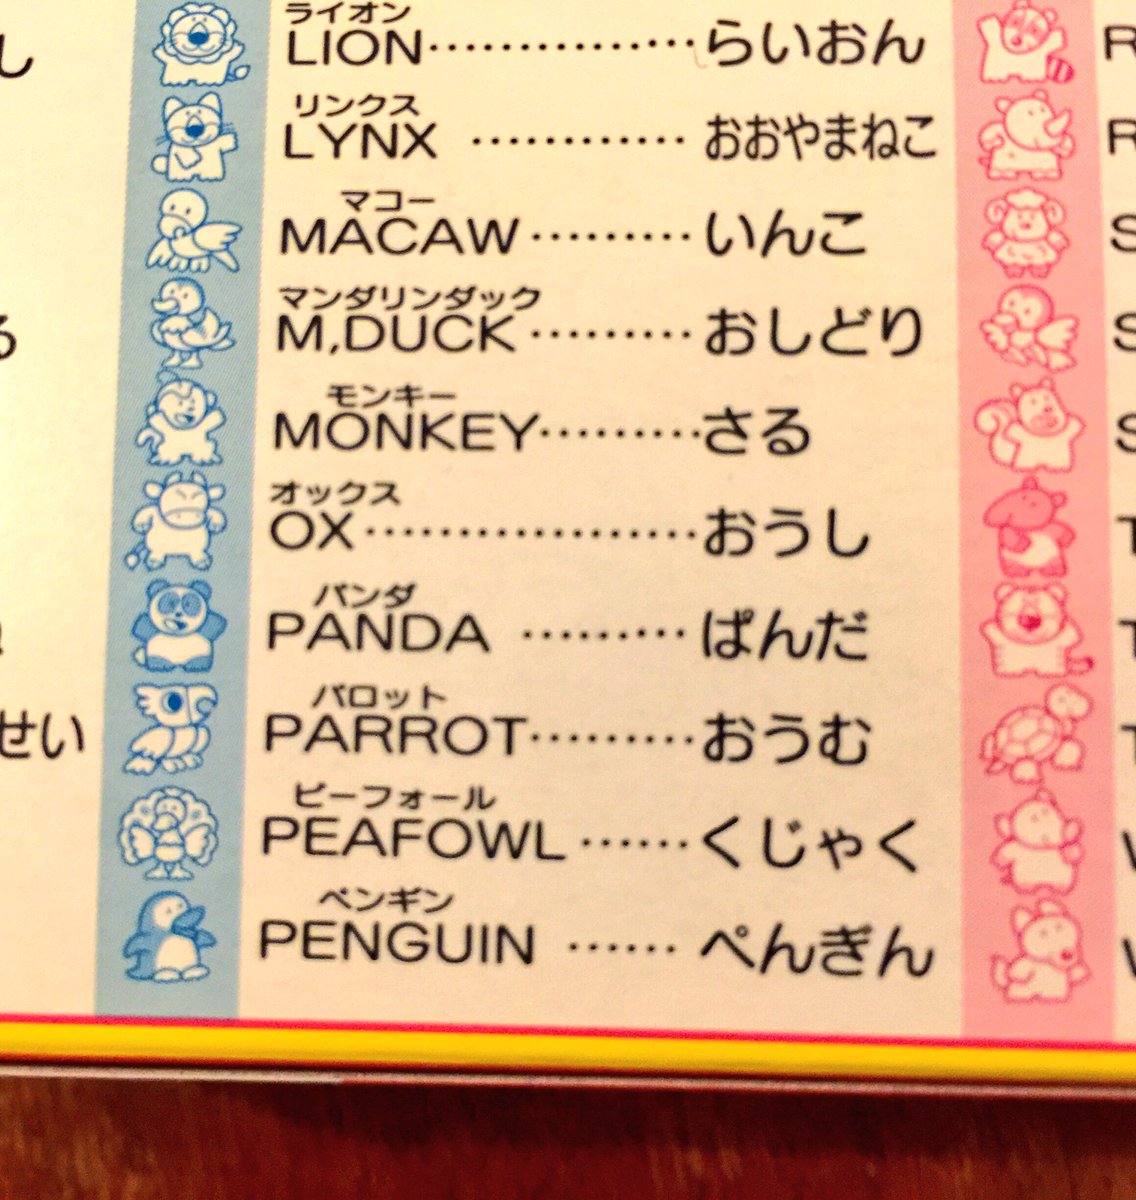 し
る
せい
ライオン
LION……………らいおん
リンクス
LYNX …………おおやまねこ
マコー
MACAW………いんこ
マンダリンダック
M,DUCK………おしどり
モンキー
MONKEY………さる
オックス
OX………………おうし
パンダ
PANDA ………ぱんだ
パロット
PARROT………おうむ
ピーフォール
PEAFOWL ……くじゃく
ペンギン
PENGUIN ……ぺんぎん
R
R
S
S
S
T
T
T
W
W